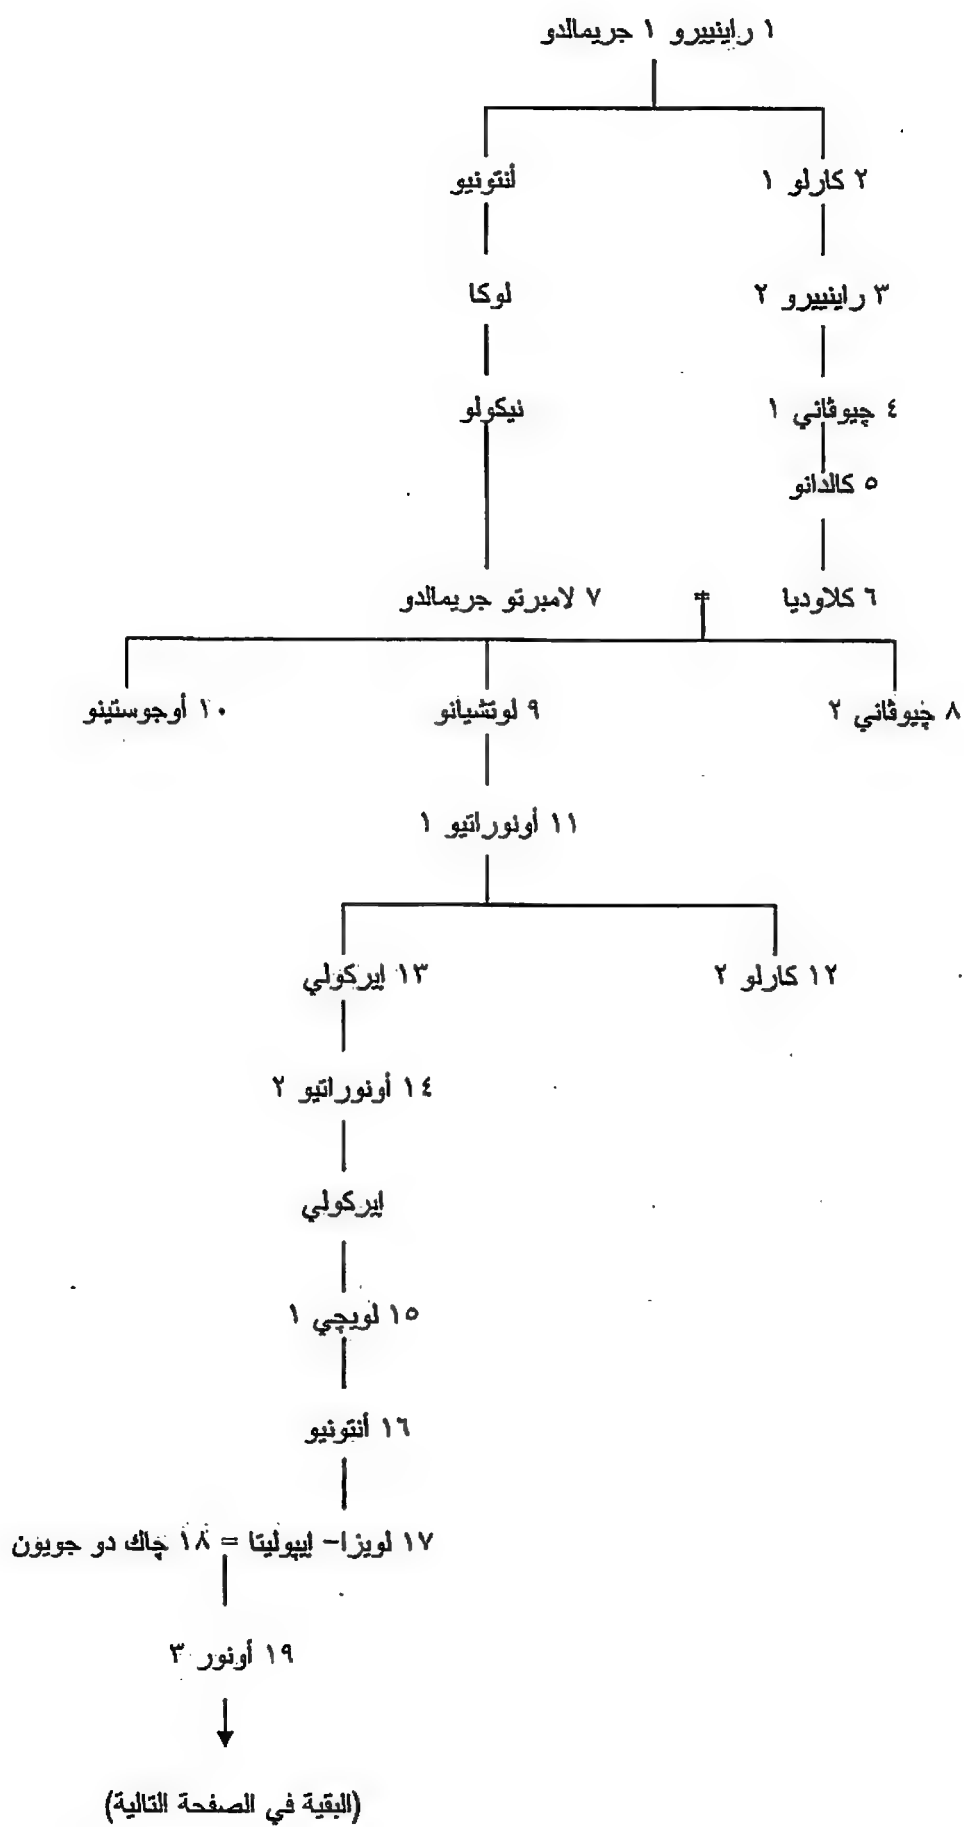 ١ راينييرو ١ جريمالدو
٢ كارلو ١
أنتونيو
٣ راينييرو ٢
لوكا
٤ چيوڤاني ١
نيكولو
٥ كالدانو
٦ كلاوديا = ٧ لامبرتو جريمالدو
٨ چيوڤاني ٢
٩ لوتشيانو
١٠ أوجوستينو
١١ أونوراتيو ١
١٢ كارلو ٢
١٣ إيركولي
١٤ أونوراتيو ٢
إيركولي
١٥ لويچي ١
١٦ أنتونيو
١٧ لويزا- إيپوليتا = ١٨ چاك دو جويون
١٩ أونور ٣
(البقية في الصفحة التالية)